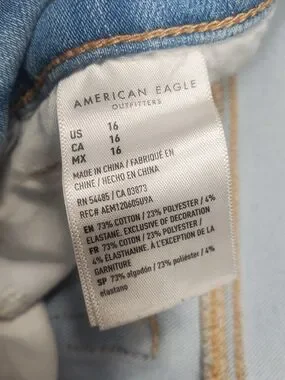 AMERICAN EAGLE
OUTFITTERS
US 16
CA 16
MX 16
MADE IN CHINA / FABRIQUÉ EN
CHINE / HECHO EN CHINA
RN 54485 / CA 03873
REC# AEM120605U9A
EN 73% COTTON / 23% POLYESTER / 4%
ELASTANE. EXCLUSIVE OF DECORATION
FR 73% COTON / 23% POLYESTER /
4% ÉLASTHANNE. À L'EXCEPTION DE LA
GARNITURE
SP 73% algodón / 23% poliéster / 4%
elastano